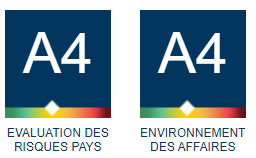 A4
A4
EVALUATION DES
RISQUES PAYS
ENVIRONNEMENT
DES AFFAIRES